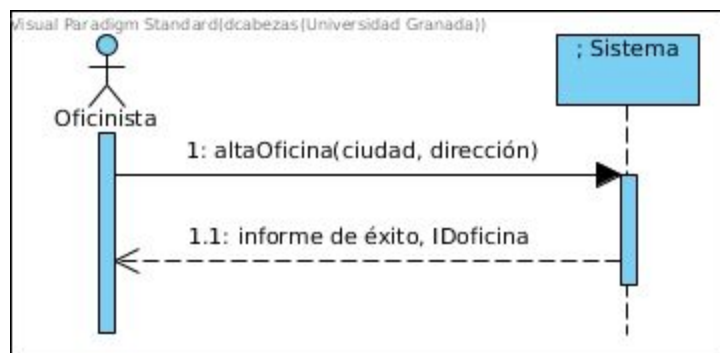 Visual Paradigm Standard(dcabezas(Universidad Granada))
; Sistema
Oficinista
1: altaOficina(ciudad, dirección)
1.1: informe de éxito, IDoficina